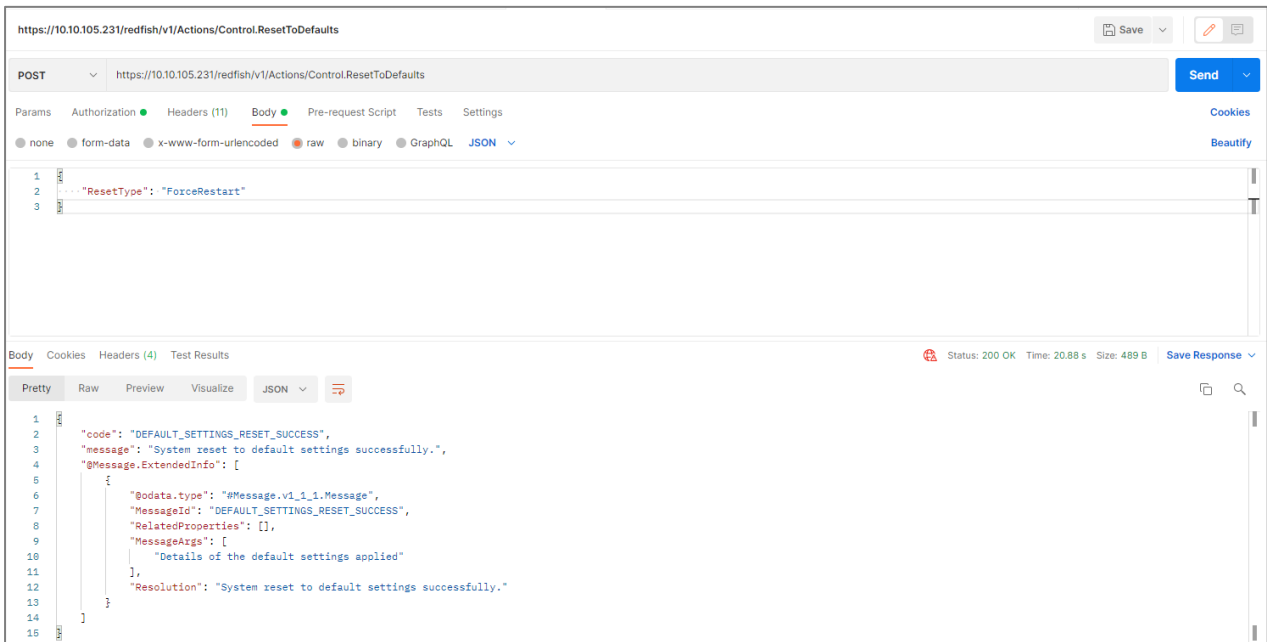 https://10.10.105.231/redfish/v1/Actions/Control.ResetToDefaults Save
POST https://10.10.105.231/redfish/v1/Actions/Control.ResetToDefaults Send
Params Authorization Headers (11) Body Pre-request Script Tests Settings Cookies
none form-data x-www-form-urlencoded raw binary GraphQL JSON Beautify
1 {
2 "ResetType": "ForceRestart"
3 }
Body Cookies Headers (4) Test Results Status: 200 OK Time: 20.88 s Size: 489 B Save Response
Pretty Raw Preview Visualize JSON
1 {
2 "code": "DEFAULT_SETTINGS_RESET_SUCCESS",
3 "message": "System reset to default settings successfully.",
4 "@Message.ExtendedInfo": [
5 {
6 "@odata.type": "#Message.v1_1_1.Message",
7 "MessageId": "DEFAULT_SETTINGS_RESET_SUCCESS",
8 "RelatedProperties": [],
9 "MessageArgs": [
10 "Details of the default settings applied"
11 ],
12 "Resolution": "System reset to default settings successfully."
13 }
14 ]
15 }